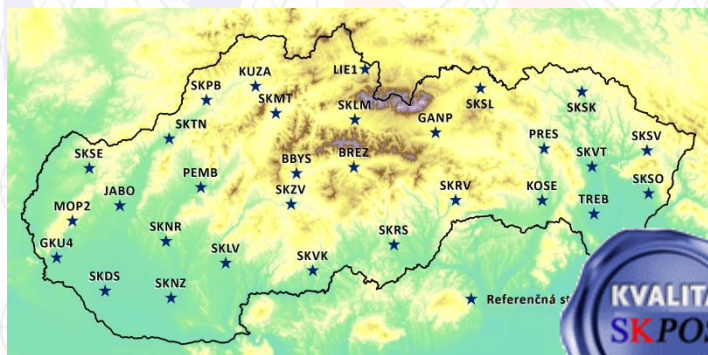 LIE1
KUZA
SKPB
SKMT
SKLM
SKSL
SKSK
GANP
SKTN
PRES
SKSV
SKVT
SKSE
PEMB
BBYS
BREZ
SKSO
JABO
SKZV
SKRV
KOSE
TREB
MOP2
SKNR
SKRS
GKU4
SKLV
SKVK
SKDS
SKNZ
Referenčná
KVALITA
SKPOS